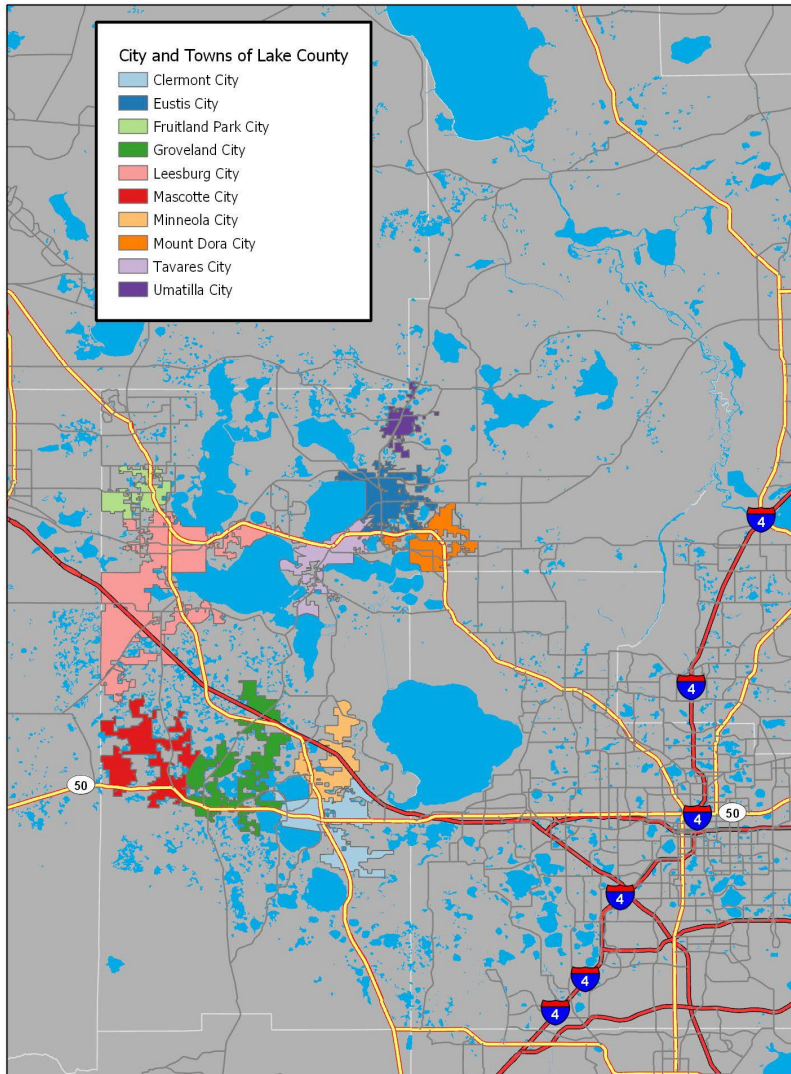 City and Towns of Lake County
Clermont City
Eustis City
Fruitland Park City
Groveland City
Leesburg City
Mascotte City
Minneola City
Mount Dora City
Tavares City
Umatilla City
4
4
50
50
4
4
4
4